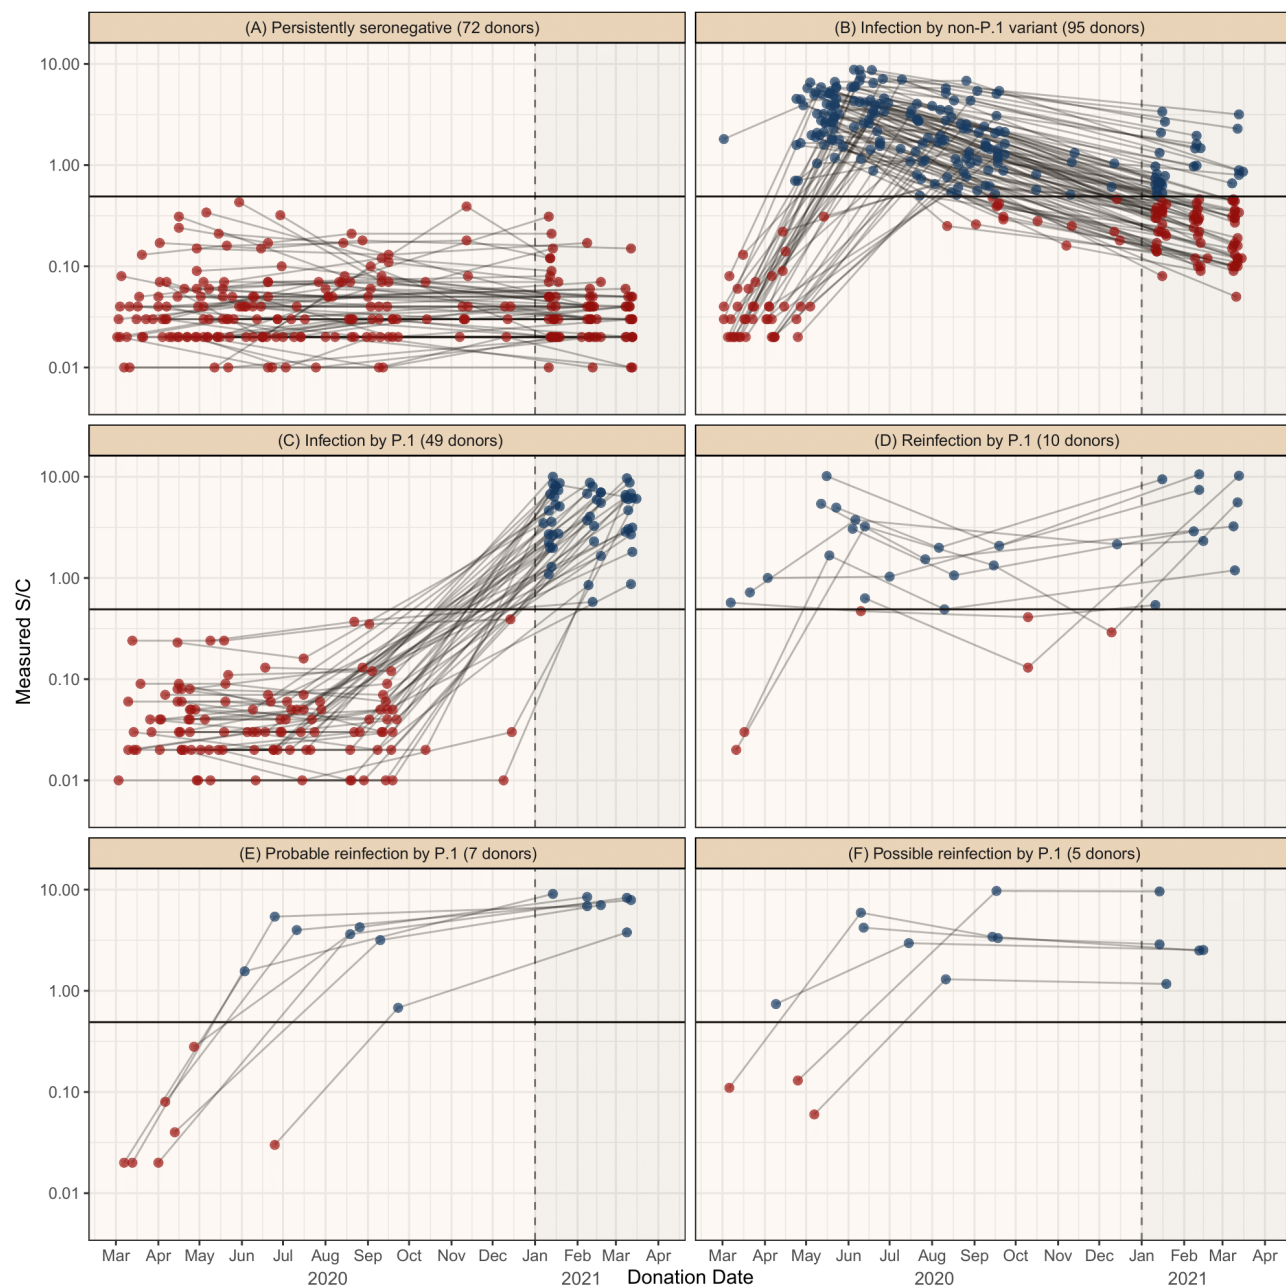 (A) Persistently seronegative (72 donors)
(B) Infection by non-P.1 variant (95 donors)
10.00
1.00
0.10
0.01
(C) Infection by P.1 (49 donors)
(D) Reinfection by P.1 (10 donors)
10.00
1.00
0.10
0.01
Measured S/C
(E) Probable reinfection by P.1 (7 donors)
(F) Possible reinfection by P.1 (5 donors)
10.00
1.00
0.10
0.01
Mar Apr May Jun Jul Aug Sep Oct Nov Dec Jan Feb Mar Apr
Mar Apr May Jun Jul Aug Sep Oct Nov Dec Jan Feb Mar Apr
2020 2021
2020 2021
Donation Date